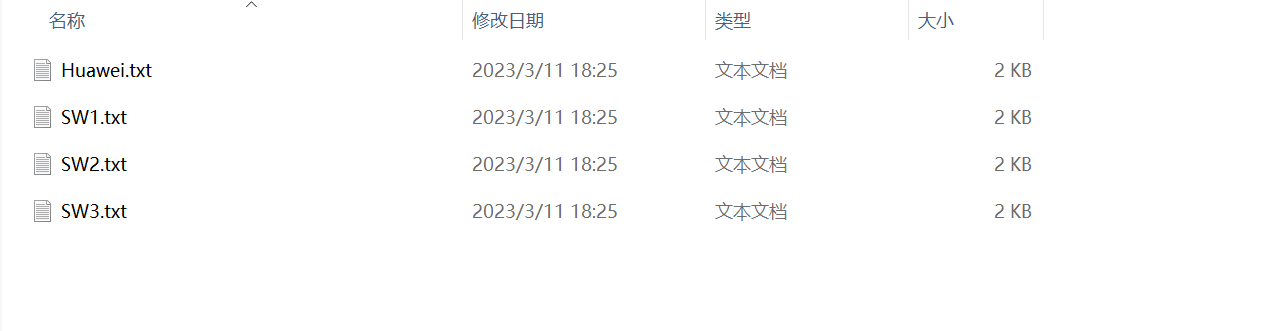 名称 修改日期 类型 大小
Huawei.txt 2023/3/11 18:25 文本文档 2 KB
SW1.txt 2023/3/11 18:25 文本文档 2 KB
SW2.txt 2023/3/11 18:25 文本文档 2 KB
SW3.txt 2023/3/11 18:25 文本文档 2 KB